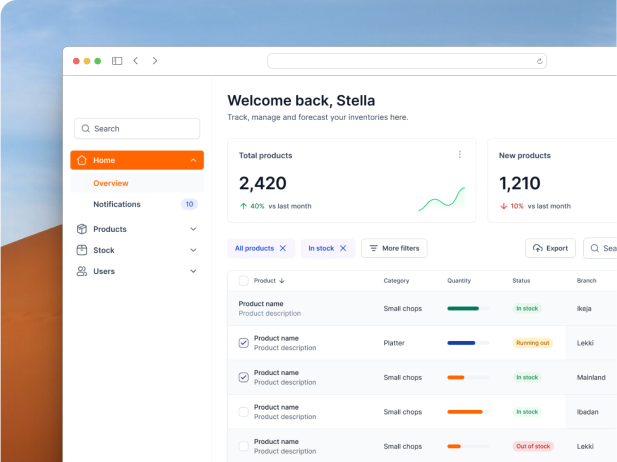 Welcome back, Stella
Track, manage and forecast your inventories here.
Search
Home
Overview
Notifications 10
Products
Stock
Users
Total products
2,420
40% vs last month
New products
1,210
10% vs last month
All products
In stock
More filters
Export
Sea
Product Category Quantity Status Branch
Product name
Product description
Small chops In stock Ikeja
Product name
Product description
Platter Running out Lekki
Product name
Product description
Small chops In stock Mainland
Product name
Product description
Small chops In stock Ibadan
Product name
Product description
Small chops Out of stock Lekki